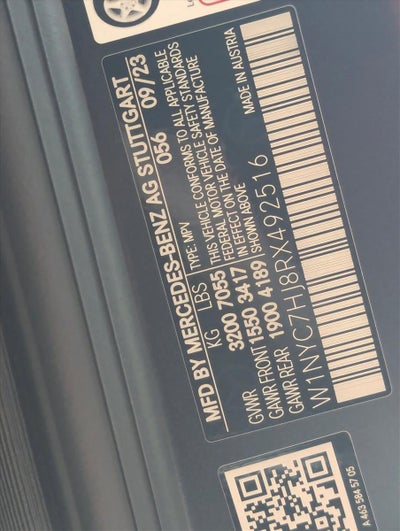 MFD BY MERCEDES-BENZ AG STUTTGART
KG LBS 056 09/23
GVWR 3200 7055
GAWR FRONT 1550 3417
GAWR REAR 1900 4189
TYPE: MPV
THIS VEHICLE CONFORMS TO ALL APPLICABLE
FEDERAL MOTOR VEHICLE SAFETY STANDARDS
IN EFFECT ON THE DATE OF MANUFACTURE
SHOWN ABOVE
MADE IN AUSTRIA
W1NYC7HJ8RX492516
A 463 584 57 05